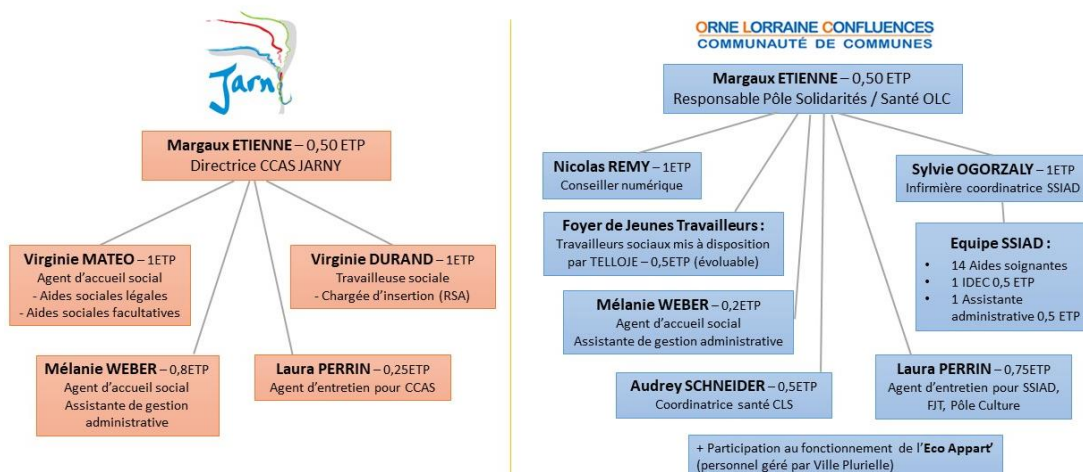 Jarny
Margaux ETIENNE – 0,50 ETP
Directrice CCAS JARNY
Virginie MATEO – 1ETP
Agent d'accueil social
- Aides sociales légales
- Aides sociales facultatives
Virginie DURAND – 1ETP
Travailleuse sociale
- Chargée d'insertion (RSA)
Mélanie WEBER – 0,8ETP
Agent d'accueil social
Assistante de gestion
administrative
Laura PERRIN – 0,25ETP
Agent d'entretien pour CCAS
ORNE LORRAINE CONFLUENCES
COMMUNAUTÉ DE COMMUNES
Margaux ETIENNE – 0,50 ETP
Responsable Pôle Solidarités / Santé OLC
Nicolas REMY – 1ETP
Conseiller numérique
Sylvie OGORZALY – 1ETP
Infirmière coordinatrice SSIAD
Foyer de Jeunes Travailleurs :
Travailleurs sociaux mis à disposition
par TELLOJE – 0,5ETP (évoluable)
Equipe SSIAD :
• 14 Aides soignantes
• 1 IDEC 0,5 ETP
• 1 Assistante
administrative 0,5 ETP
Mélanie WEBER – 0,2ETP
Agent d'accueil social
Assistante de gestion administrative
Audrey SCHNEIDER – 0,5ETP
Coordinatrice santé CLS
Laura PERRIN – 0,75ETP
Agent d'entretien pour SSIAD,
FJT, Pôle Culture
+ Participation au fonctionnement de l'Eco Appart'
(personnel géré par Ville Plurielle)